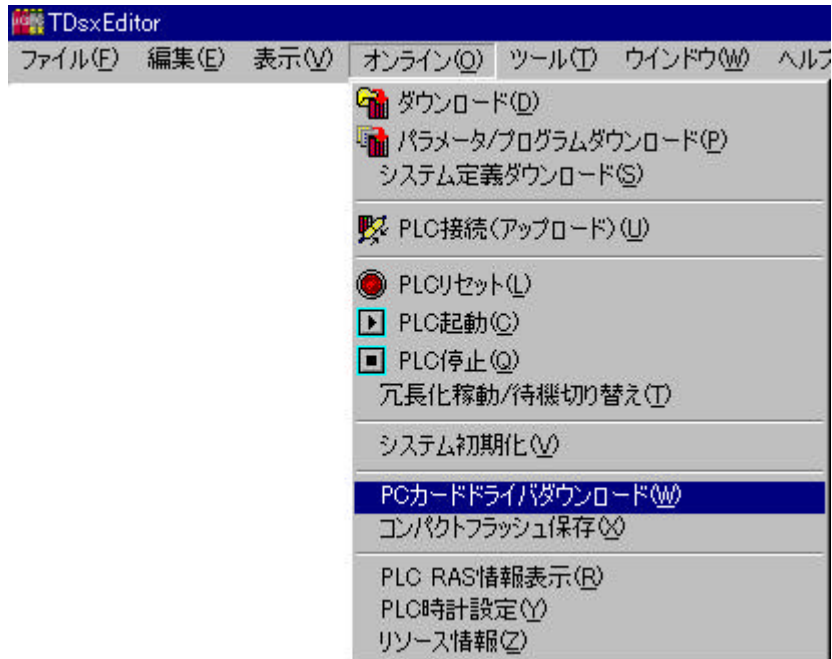 TDsxEditor
ファイル(F) 編集(E) 表示(V) オンライン(O) ツール(T) ウインドウ(W) ヘルプ
ダウンロード(D)
パラメータ/プログラムダウンロード(P)
システム定義ダウンロード(S)
PLC接続(アップロード)(U)
PLCリセット(L)
PLC起動(C)
PLC停止(Q)
冗長化稼動/待機切り替え(T)
システム初期化(V)
PCカードドライバダウンロード(W)
コンパクトフラッシュ保存(X)
PLC RAS情報表示(R)
PLC時計設定(Y)
リソース情報(Z)